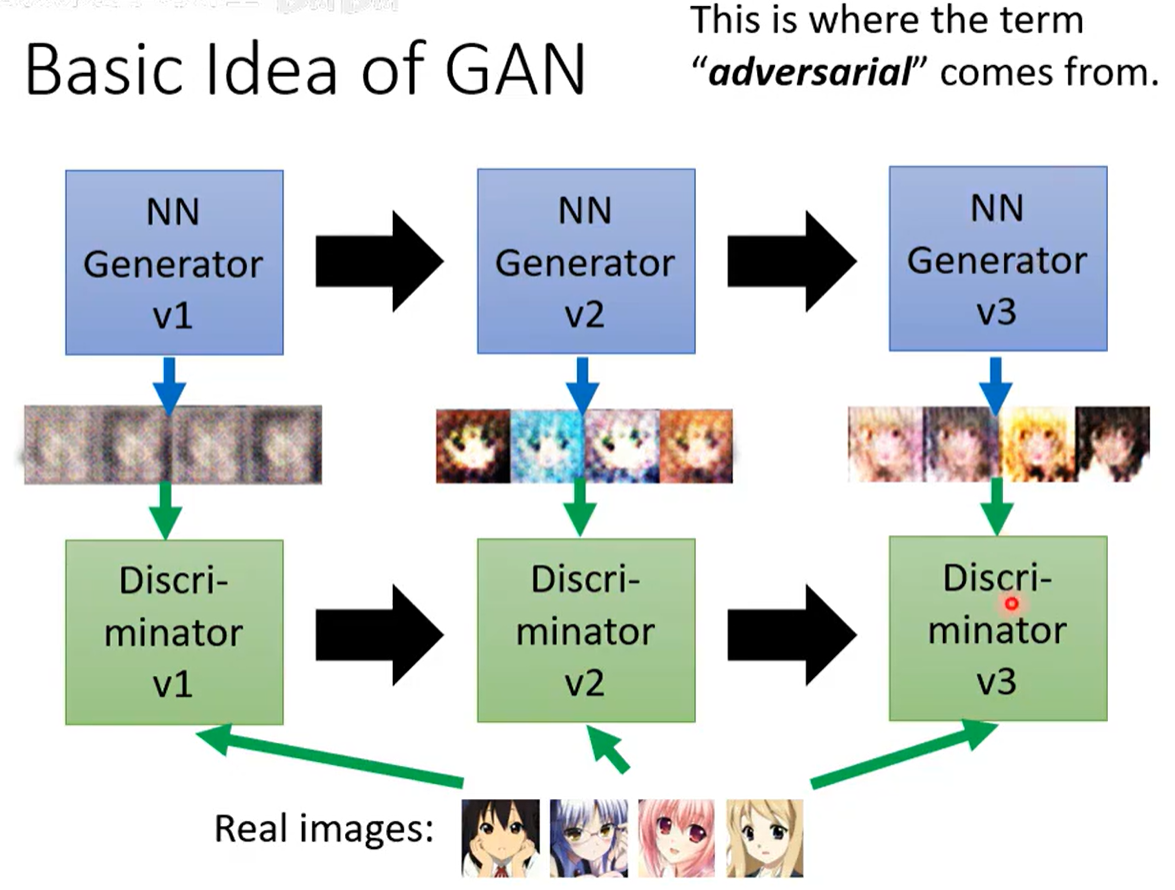 Basic Idea of GAN
This is where the term
“adversarial” comes from.
NN
Generator
v1
NN
Generator
v2
NN
Generator
v3
Discri-
minator
v1
Discri-
minator
v2
Discri-
minator
v3
Real images: